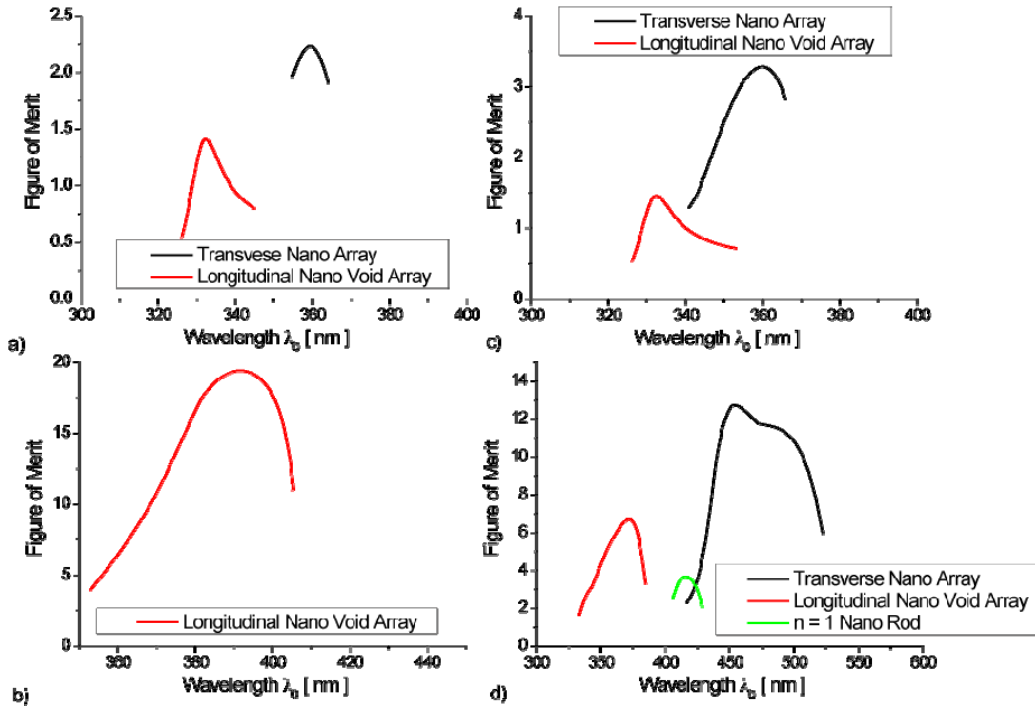 2.5
2.0
1.5
1.0
0.5
0.0
Figure of Merit
Transvese Nano Array
Longitudinal Nano Void Array
300 320 340 360 380 400
Wavelength λ₀ [ nm ]
a)
4
3
2
1
0
Figure of Merit
Transverse Nano Array
Longitudinal Nano Void Array
300 320 340 360 380 400
Wavelength λ₀ [ nm ]
c)
20
15
10
5
0
Figure of Merit
Longitudinal Nano Void Array
360 380 400 420 440
Wavelength λ₀ [ nm ]
b)
14
12
10
8
6
4
2
0
Figure of Merit
Transverse Nano Array
Longitudinal Nano Void Array
n = 1 Nano Rod
300 350 400 450 500 550 600
Wavelength λ₀ [ nm ]
d)